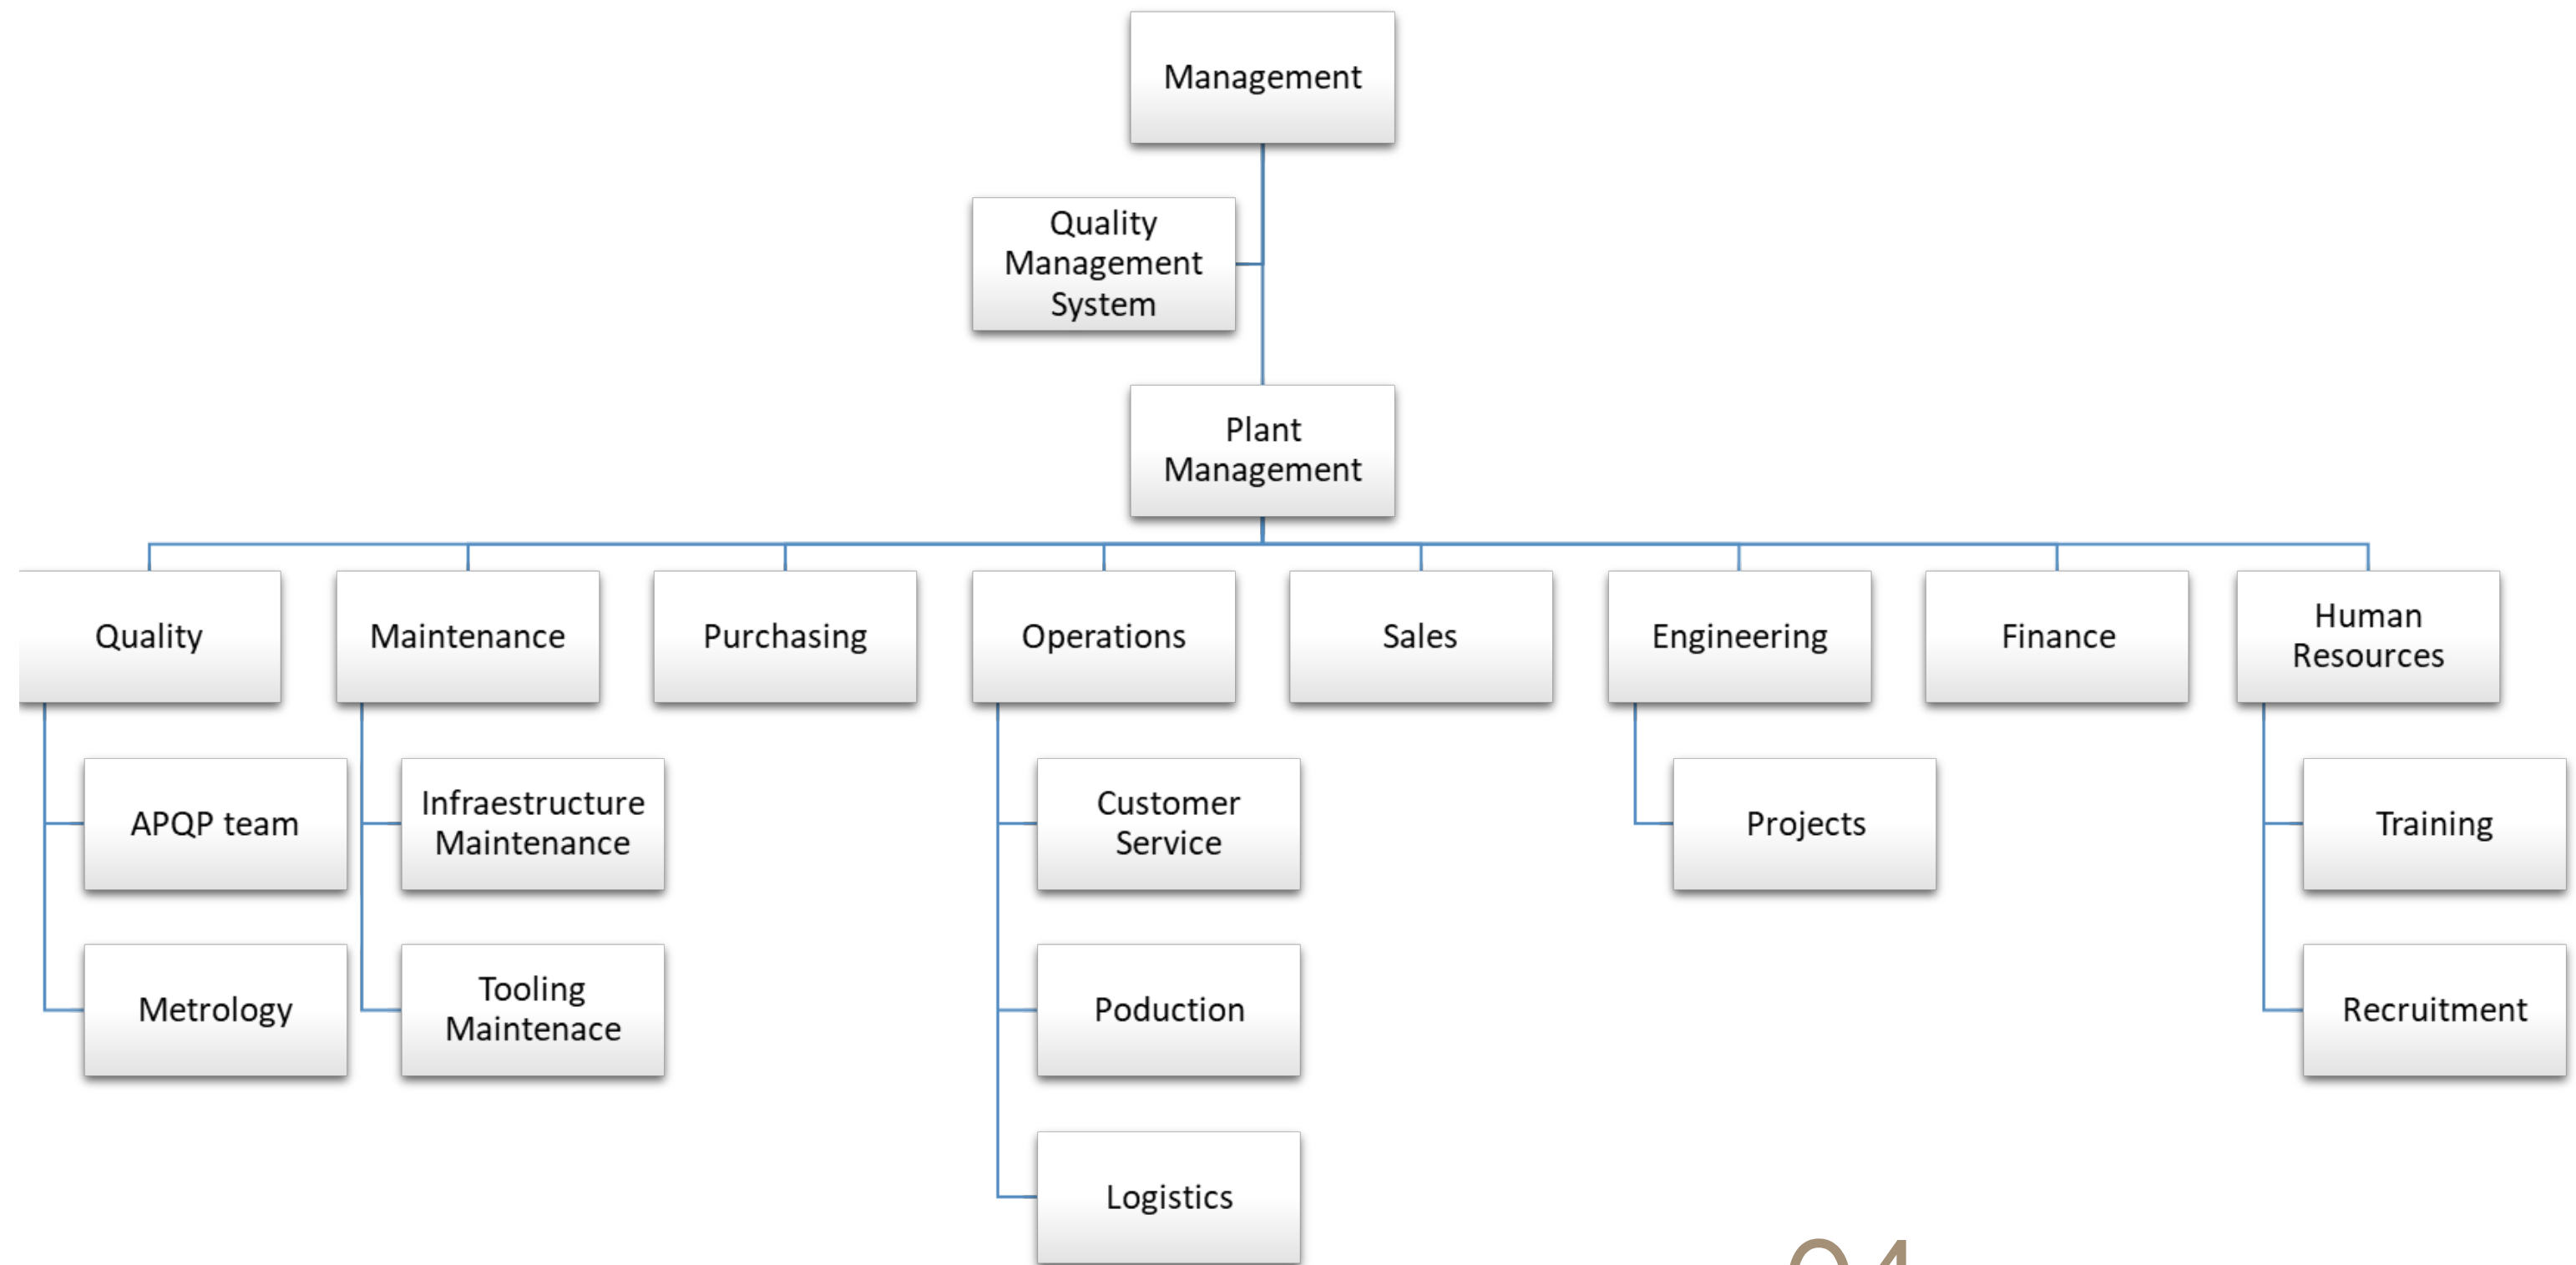 Management
Quality
Management
System
Plant
Management
Quality
Maintenance
Purchasing
Operations
Sales
Engineering
Finance
Human
Resources
APQP team
Infraestructure
Maintenance
Customer
Service
Projects
Training
Metrology
Tooling
Maintenace
Poduction
Recruitment
Logistics